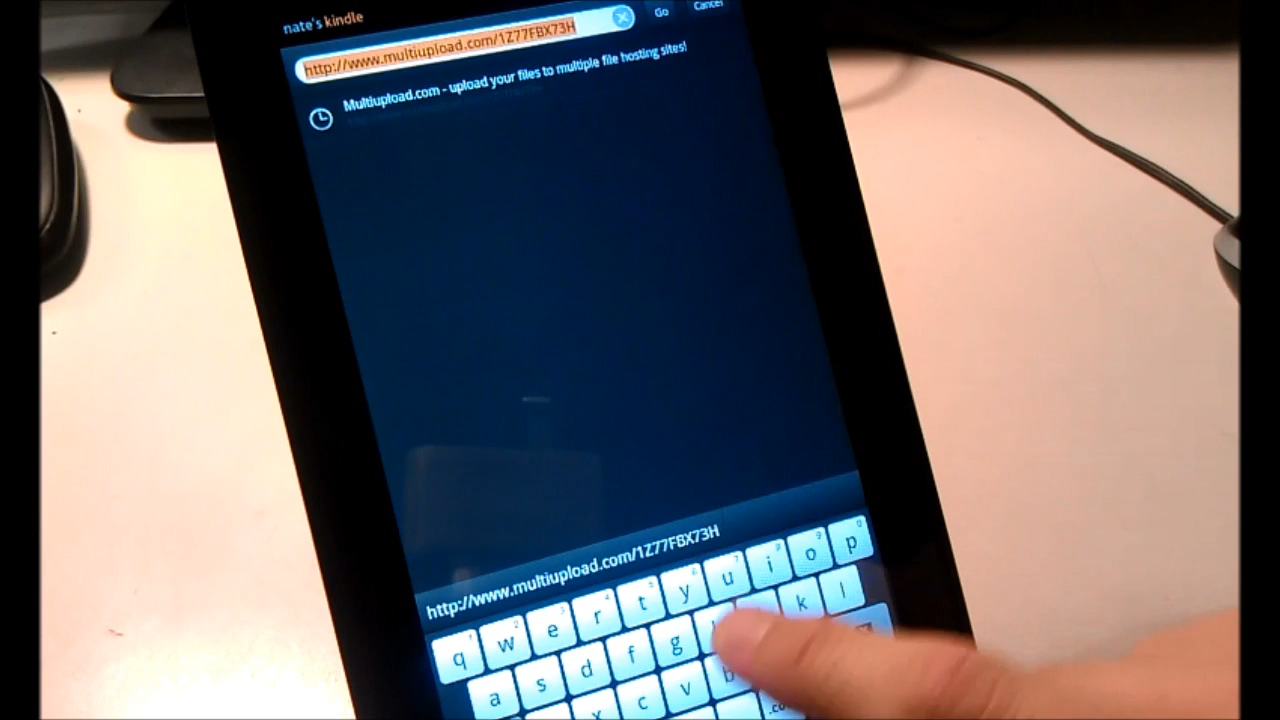 nate's kindle
http://www.multiupload.com/1Z77FBX73H
Go
Cancel
Multiupload.com - upload your files to multiple file hosting sites!
http://www.multiupload.com/1Z77FBX73H
q w e r t y u i o p
a s d f g k l
x c v b